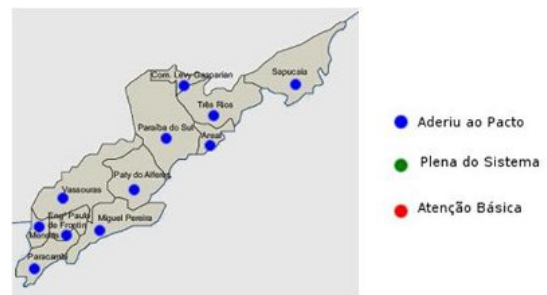 Com. Levy Gasparian
Sapucaia
Três Rios
Paraíba do Sul
Areal
Paty do Alferes
Vassouras
Engº Paulo
de Frontin
Mendes
Miguel Pereira
Paracambi
Aderiu ao Pacto
Plena do Sistema
Atenção Básica